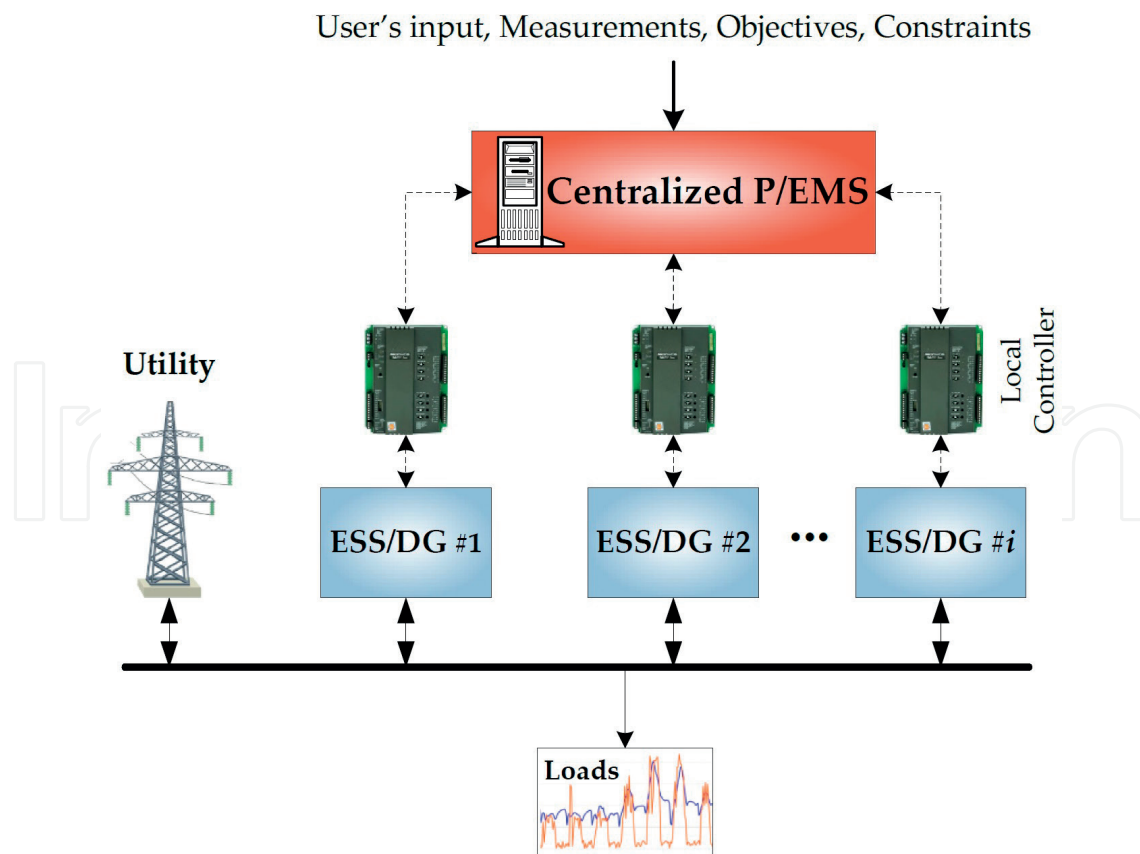 User's input, Measurements, Objectives, Constraints
Centralized P/EMS
Utility
Local
Controller
ESS/DG #1
ESS/DG #2
•••
ESS/DG #i
Loads